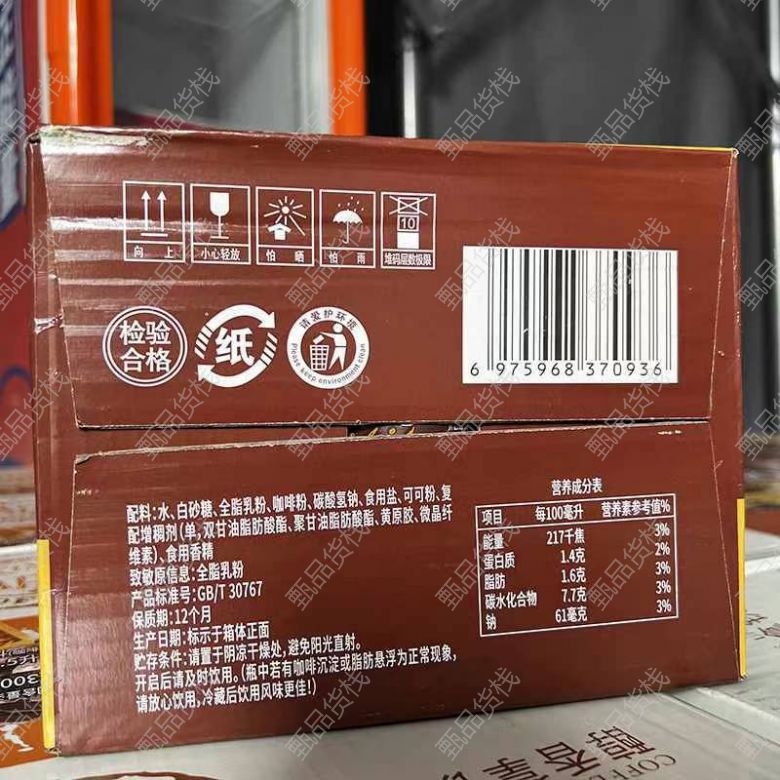 甄品货栈
向 上
小心轻放
怕 晒
怕 雨
10
堆码层数极限
检验
合格
纸
请爱护环境
Please keep environment clean
6 975968 370936
配料:水、白砂糖、全脂乳粉、咖啡粉、碳酸氢钠、食用盐、可可粉、复
配增稠剂(单,双甘油脂肪酸酯、聚甘油脂肪酸酯、黄原胶、微晶纤
维素)、食用香精
致敏原信息:全脂乳粉
产品标准号:GB/T 30767
保质期:12个月
生产日期:标示于箱体正面
贮存条件:请置于阴凉干燥处,避免阳光直射。
开启后请及时饮用。(瓶中若有咖啡沉淀或脂肪悬浮为正常现象,
请放心饮用,冷藏后饮用风味更佳!)
营养成分表
项目 每100毫升 营养素参考值%
能量 217千焦 3%
蛋白质 1.4克 2%
脂肪 1.6克 3%
碳水化合物 7.7克 3%
钠 61毫克 3%
300
醇香